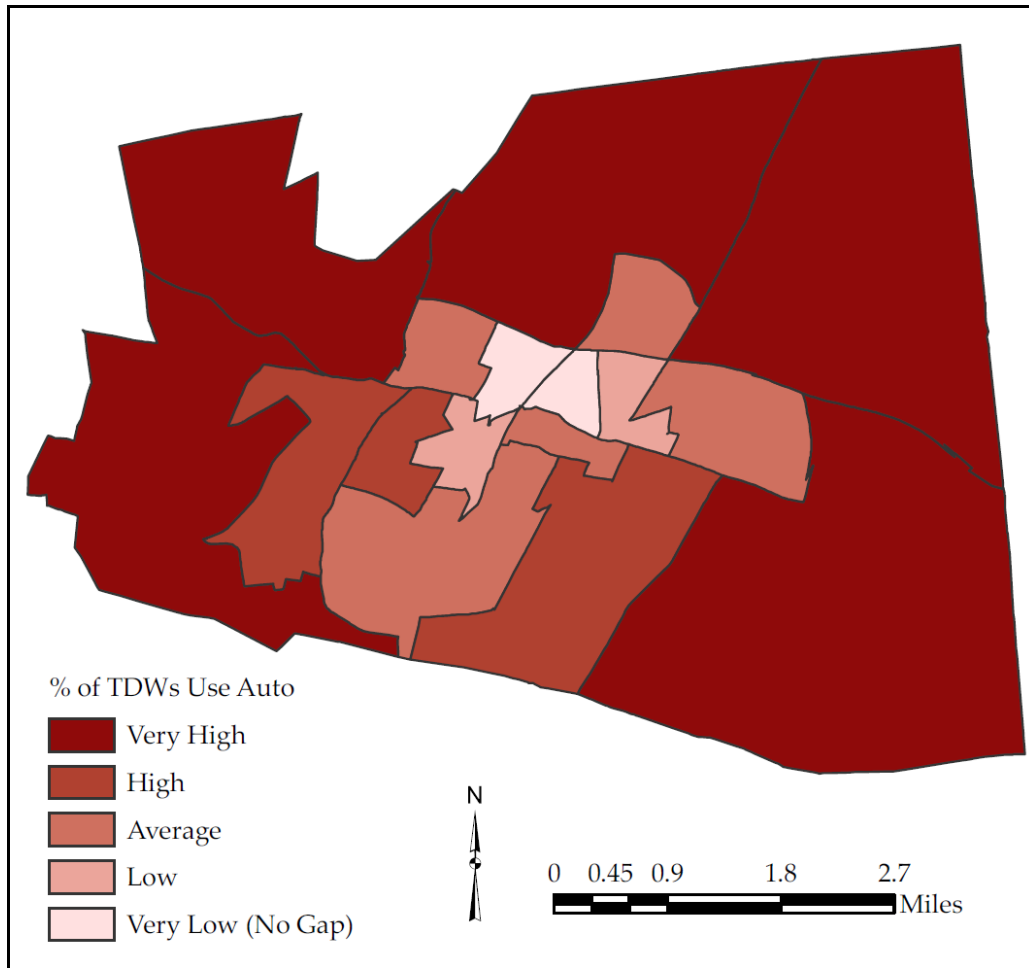 % of TDWs Use Auto
Very High
High
Average
Low
Very Low (No Gap)
N
0 0.45 0.9 1.8 2.7
Miles